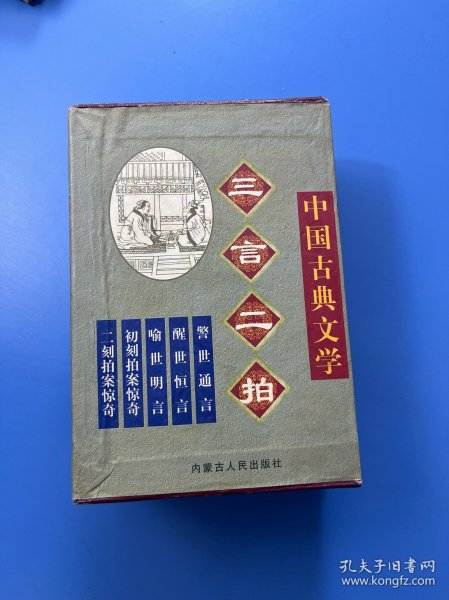 中国古典文学
三言二拍
警世通言
醒世恒言
喻世明言
初刻拍案惊奇
二刻拍案惊奇
内蒙古人民出版社
孔夫子旧书网
www.kongfz.com